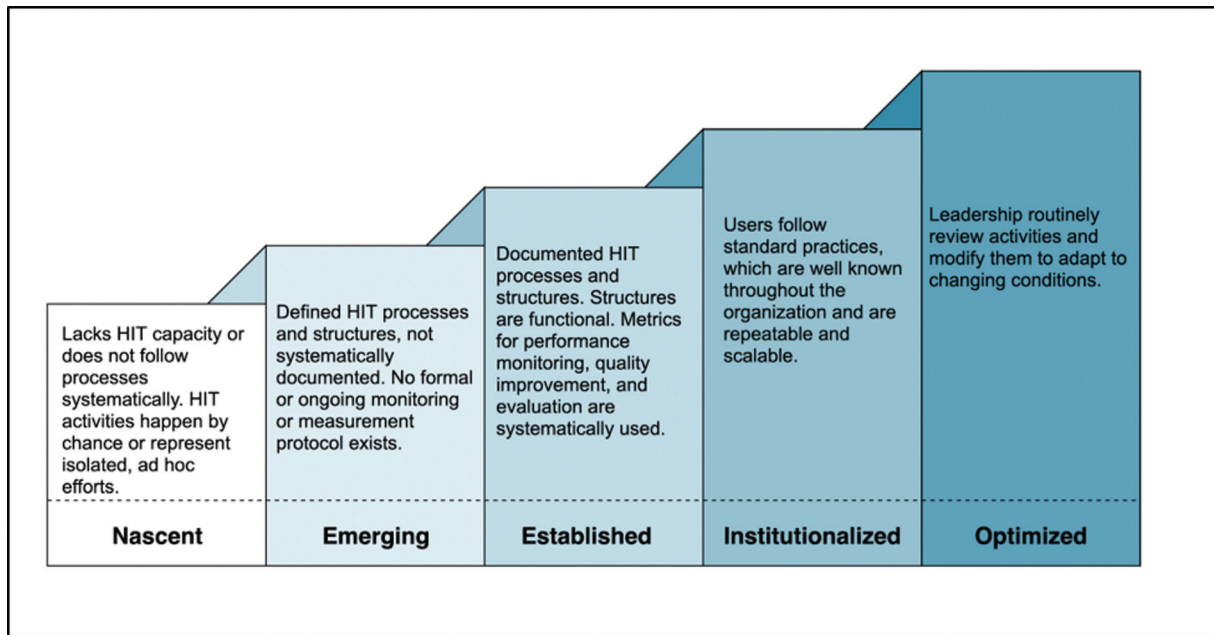 Lacks HIT capacity or
does not follow
processes
systematically. HIT
activities happen by
chance or represent
isolated, ad hoc
efforts.
Nascent
Defined HIT processes
and structures, not
systematically
documented. No formal
or ongoing monitoring
or measurement
protocol exists.
Emerging
Documented HIT
processes and
structures. Structures
are functional. Metrics
for performance
monitoring, quality
improvement, and
evaluation are
systematically used.
Established
Users follow
standard practices,
which are well known
throughout the
organization and are
repeatable and
scalable.
Institutionalized
Leadership routinely
review activities and
modify them to adapt to
changing conditions.
Optimized